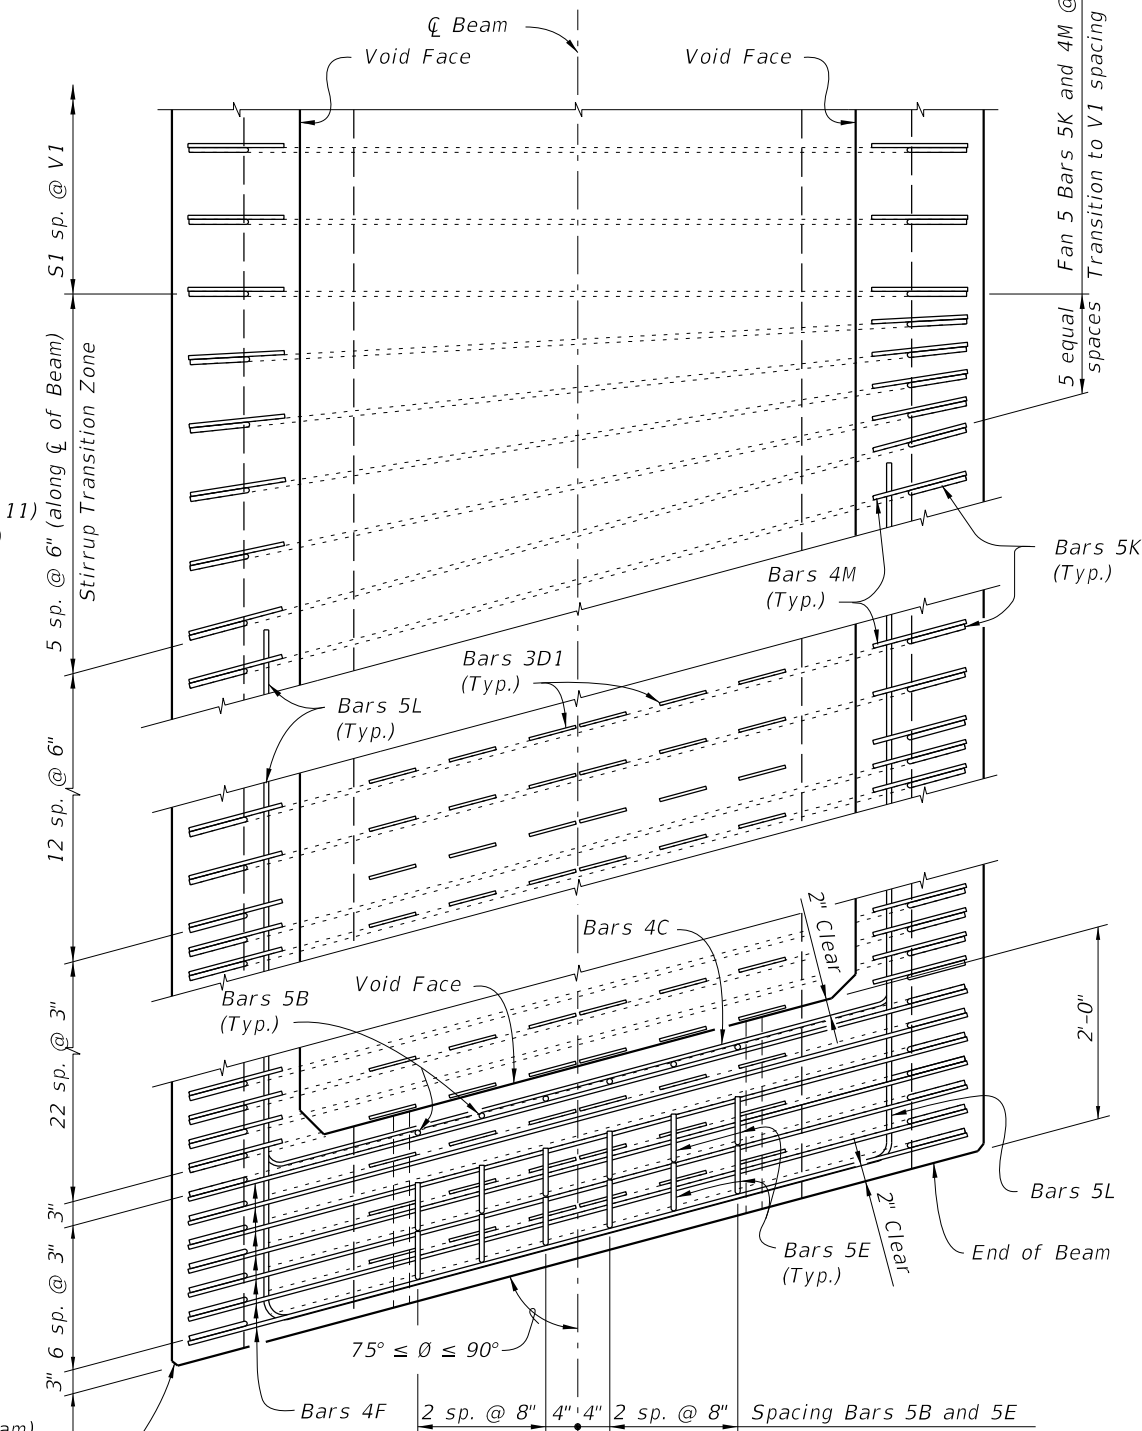 ℄ Beam
Void Face
Void Face
S1 sp. @ V1
5 sp. @ 6" (along ℄ of Beam)
Stirrup Transition Zone
11)
12 sp. @ 6"
22 sp. @ 3"
3"
6 sp. @ 3"
3"
Fan 5 Bars 5K and 4M @
Transition to V1 spacing
5 equal
spaces
Bars 5K
(Typ.)
Bars 4M
(Typ.)
Bars 3D1
(Typ.)
Bars 5L
(Typ.)
2" Clear
Bars 4C
Void Face
Bars 5B
(Typ.)
2'-0"
Bars 5L
2" Clear
Bars 5E
(Typ.)
End of Beam
75° ≤ Ø ≤ 90°
Bars 4F
2 sp. @ 8"
4"
4"
2 sp. @ 8"
Spacing Bars 5B and 5E